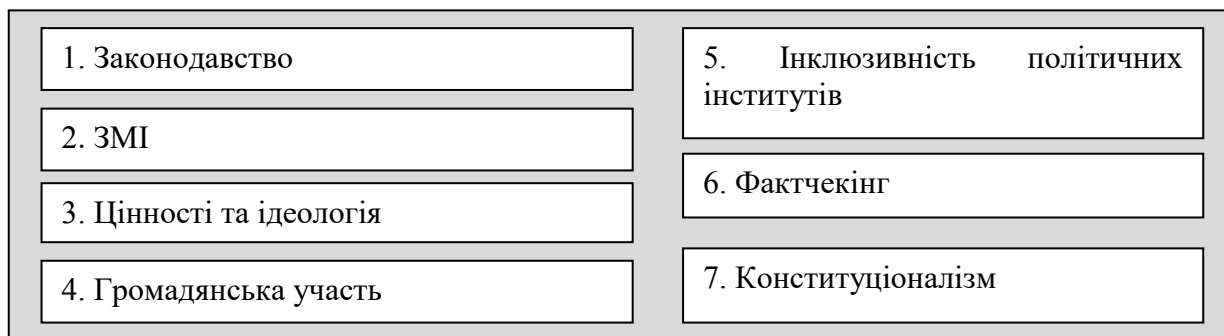 1. Законодавство
2. ЗМІ
3. Цінності та ідеологія
4. Громадянська участь
5. Інклюзивність політичних
інститутів
6. Фактчекінг
7. Конституціоналізм